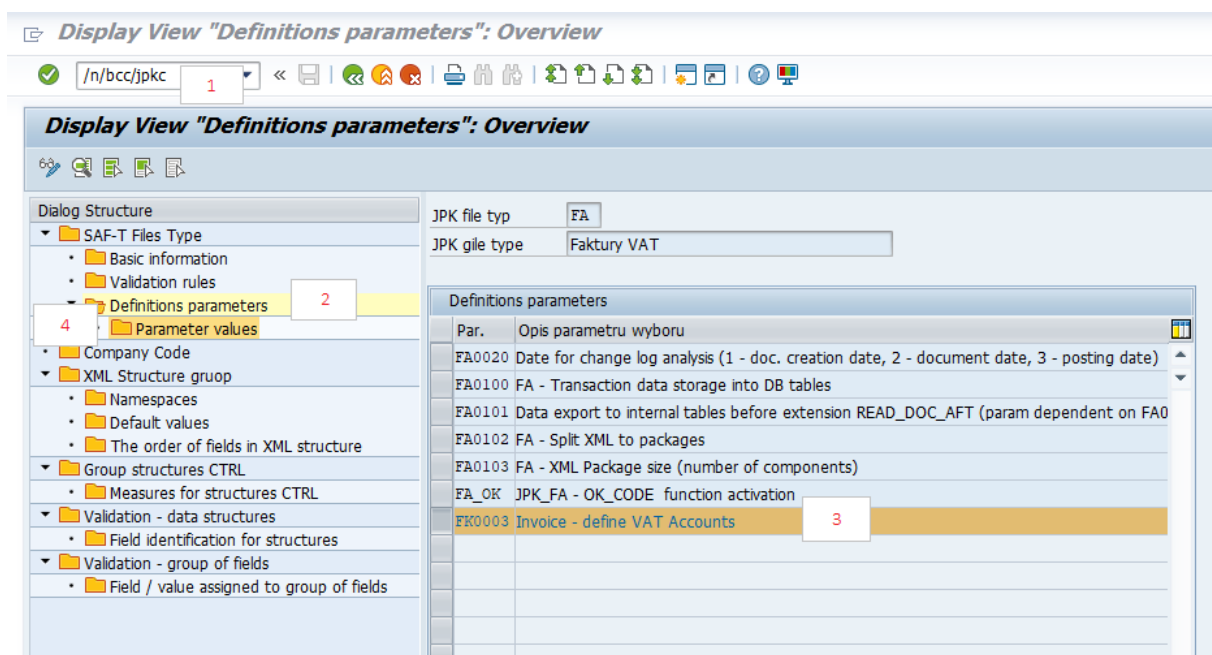 Display View "Definitions parameters": Overview
/n/bcc/jpkc
1
Display View "Definitions parameters": Overview
Dialog Structure
SAF-T Files Type
Basic information
Validation rules
Definitions parameters
2
4
Parameter values
Company Code
XML Structure gruop
Namespaces
Default values
The order of fields in XML structure
Group structures CTRL
Measures for structures CTRL
Validation - data structures
Field identification for structures
Validation - group of fields
Field / value assigned to group of fields
JPK file typ FA
JPK gile type Faktury VAT
Definitions parameters
Par. Opis parametru wyboru
FA0020 Date for change log analysis (1 - doc. creation date, 2 - document date, 3 - posting date)
FA0100 FA - Transaction data storage into DB tables
FA0101 Data export to internal tables before extension READ_DOC_AFT (param dependent on FA0
FA0102 FA - Split XML to packages
FA0103 FA - XML Package size (number of components)
FA_OK JPK_FA - OK_CODE function activation
FK0003 Invoice - define VAT Accounts
3